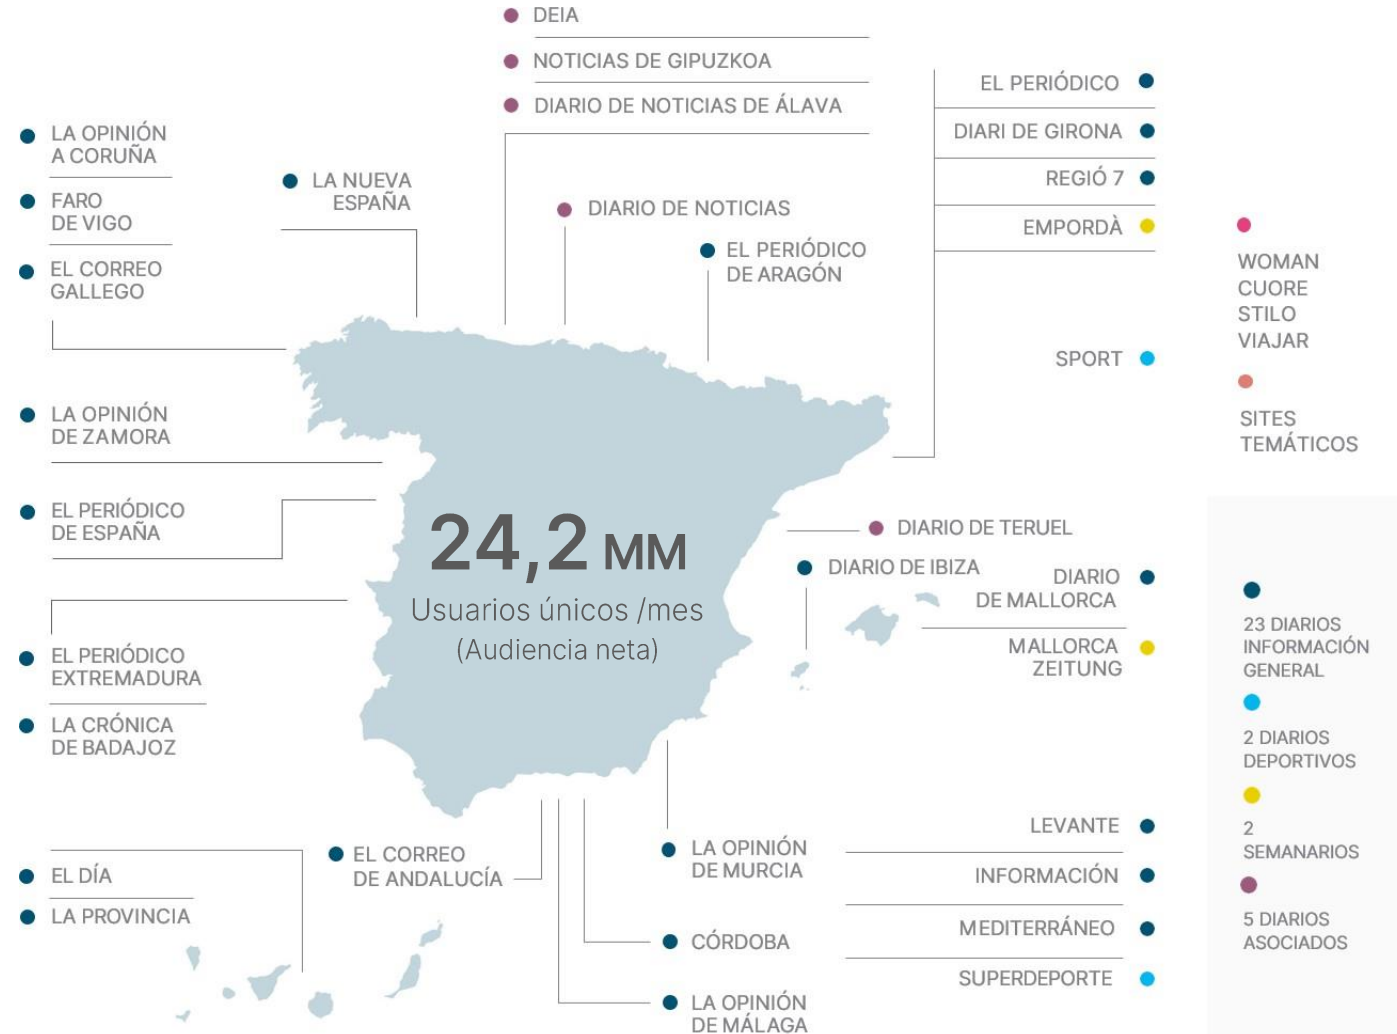 DEIA
NOTICIAS DE GIPUZKOA
DIARIO DE NOTICIAS DE ÁLAVA
LA OPINIÓN
A CORUÑA
FARO
DE VIGO
EL CORREO
GALLEGO
LA NUEVA
ESPAÑA
DIARIO DE NOTICIAS
EL PERIÓDICO
DE ARAGÓN
EL PERIÓDICO
DIARI DE GIRONA
REGIÓ 7
EMPORDÀ
SPORT
WOMAN
CUORE
STILO
VIAJAR
SITES
TEMÁTICOS
LA OPINIÓN
DE ZAMORA
EL PERIÓDICO
DE ESPAÑA
24,2 MM
Usuarios únicos /mes
(Audiencia neta)
DIARIO DE TERUEL
DIARIO DE IBIZA
DIARIO
DE MALLORCA
MALLORCA
ZEITUNG
EL PERIÓDICO
EXTREMADURA
LA CRÓNICA
DE BADAJOZ
EL DÍA
LA PROVINCIA
EL CORREO
DE ANDALUCÍA
LA OPINIÓN
DE MURCIA
CÓRDOBA
LA OPINIÓN
DE MÁLAGA
LEVANTE
INFORMACIÓN
MEDITERRÁNEO
SUPERDEPORTE
23 DIARIOS
INFORMACIÓN
GENERAL
2 DIARIOS
DEPORTIVOS
2
SEMANARIOS
5 DIARIOS
ASOCIADOS